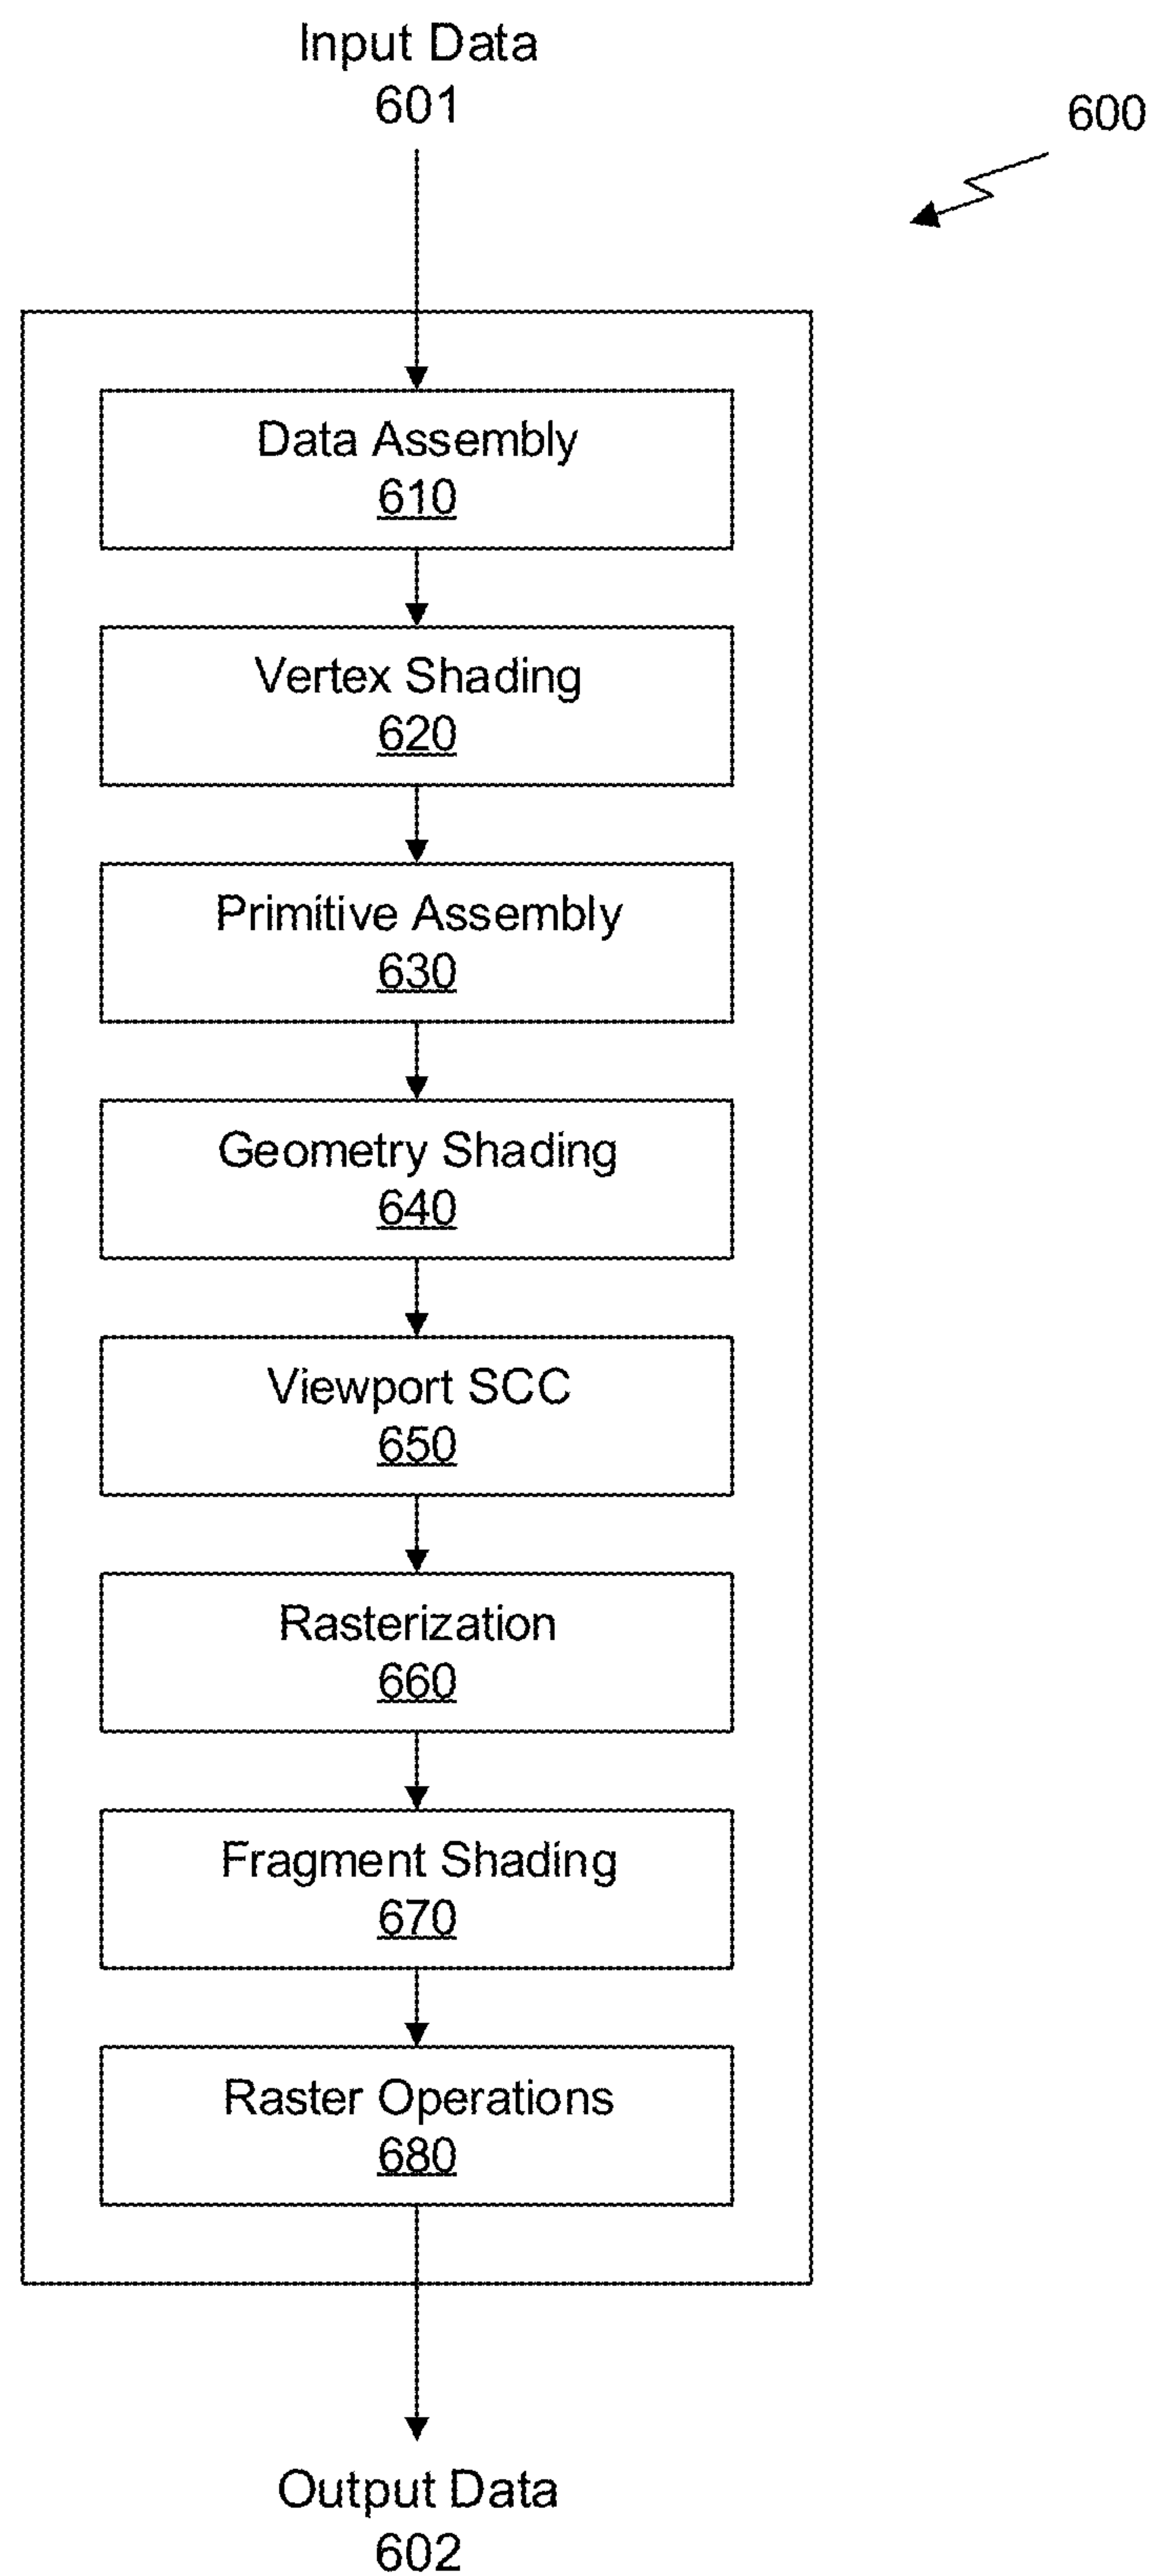 Input Data
601
600
Data Assembly
610
Vertex Shading
620
Primitive Assembly
630
Geometry Shading
640
Viewport SCC
650
Rasterization
660
Fragment Shading
670
Raster Operations
680
Output Data
602